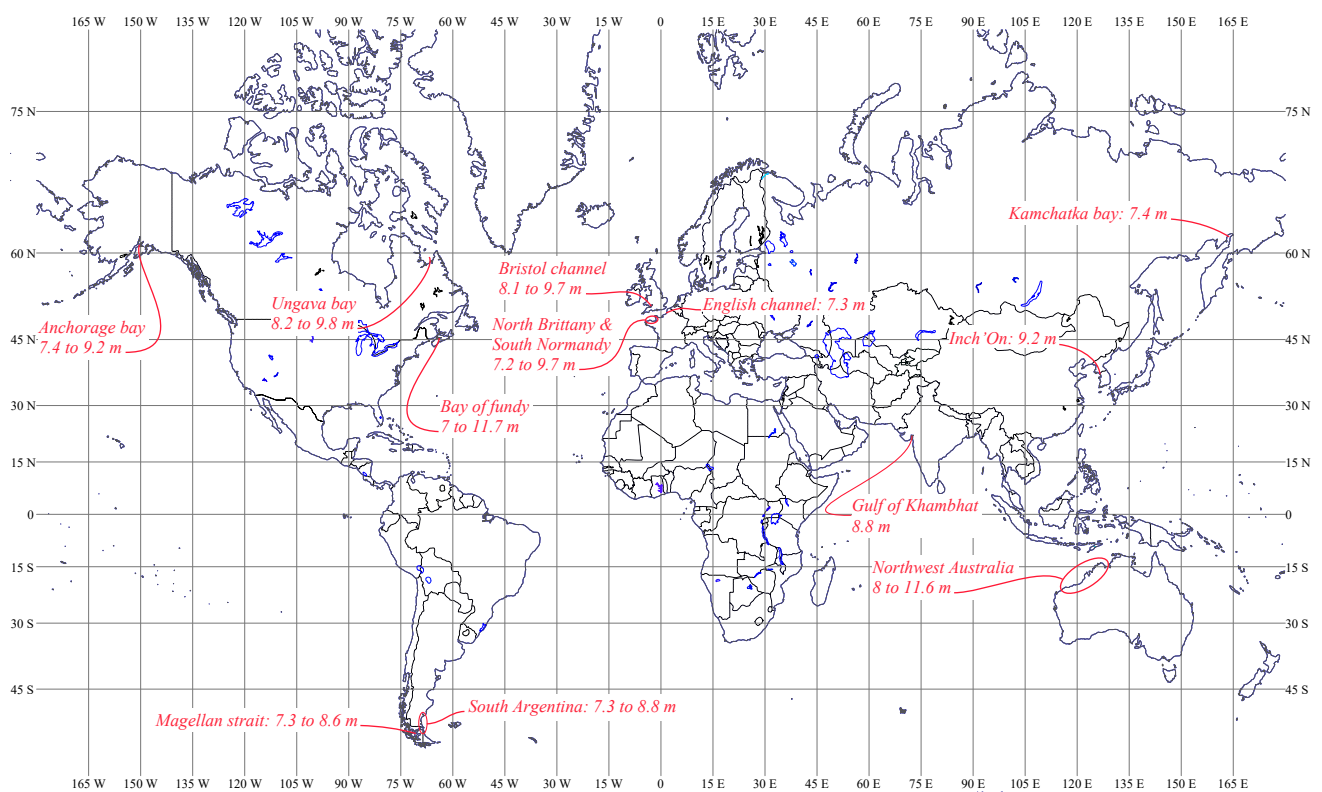 165 W 150 W 135 W 120 W 105 W 90 W 75 W 60 W 45 W 30 W 15 W 0 15 E 30 E 45 E 60 E 75 E 90 E 105 E 120 E 135 E 150 E 165 E
75 N 75 N
Kamchatka bay: 7.4 m
60 N 60 N
Bristol channel
8.1 to 9.7 m
English channel: 7.3 m
Ungava bay
8.2 to 9.8 m
North Brittany &
South Normandy
7.2 to 9.7 m
Anchorage bay
7.4 to 9.2 m
Inch'On: 9.2 m
45 N 45 N
Bay of fundy
7 to 11.7 m
30 N 30 N
15 N 15 N
Gulf of Khambhat
8.8 m
0 0
Northwest Australia
8 to 11.6 m
15 S 15 S
30 S 30 S
45 S 45 S
South Argentina: 7.3 to 8.8 m
Magellan strait: 7.3 to 8.6 m
165 W 150 W 135 W 120 W 105 W 90 W 75 W 60 W 45 W 30 W 15 W 0 15 E 30 E 45 E 60 E 75 E 90 E 105 E 120 E 135 E 150 E 165 E